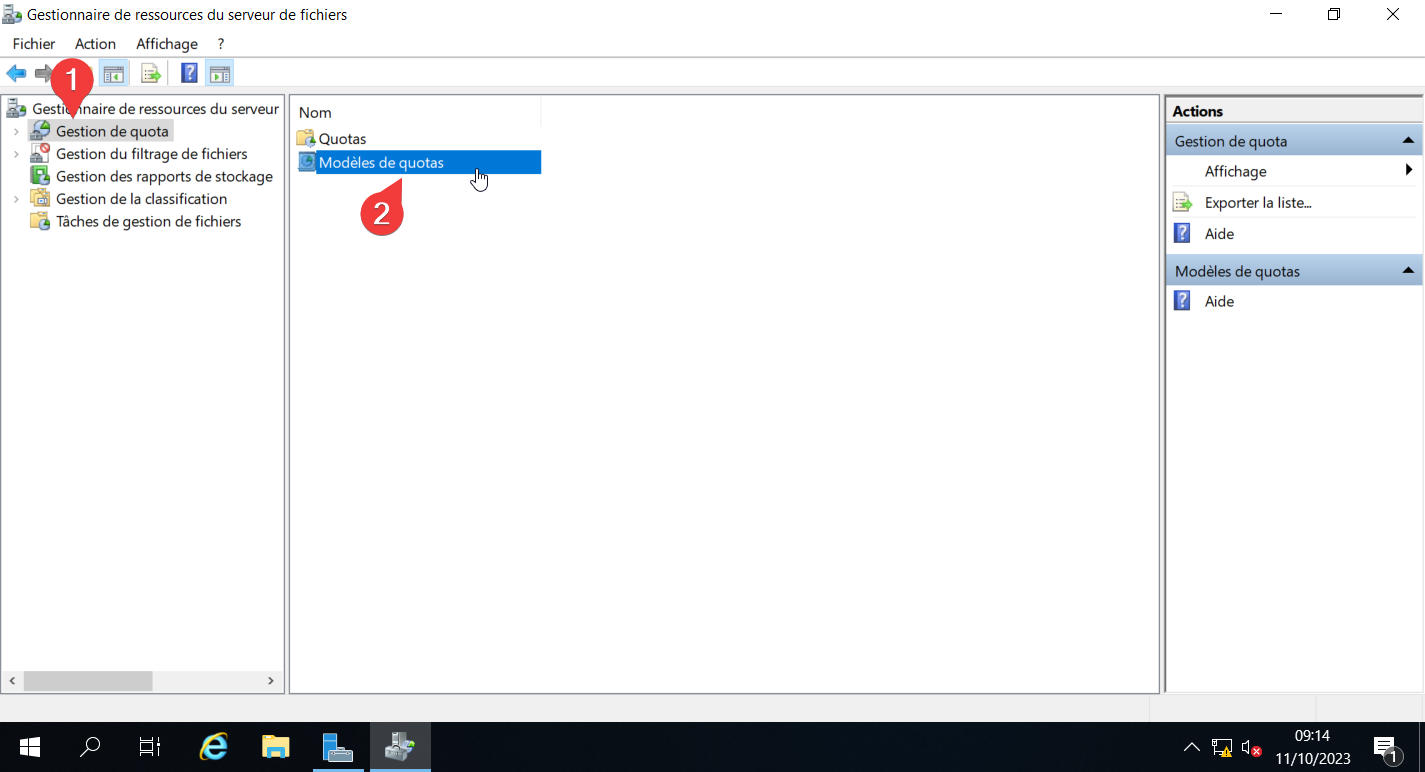 Gestionnaire de ressources du serveur de fichiers
Fichier Action Affichage ?
1
Gestionnaire de ressources du serveur
Gestion de quota
Gestion du filtrage de fichiers
Gestion des rapports de stockage
Gestion de la classification
Tâches de gestion de fichiers
Nom
Quotas
Modèles de quotas
2
Actions
Gestion de quota
Affichage
Exporter la liste...
Aide
Modèles de quotas
Aide
09:14
11/10/2023
1